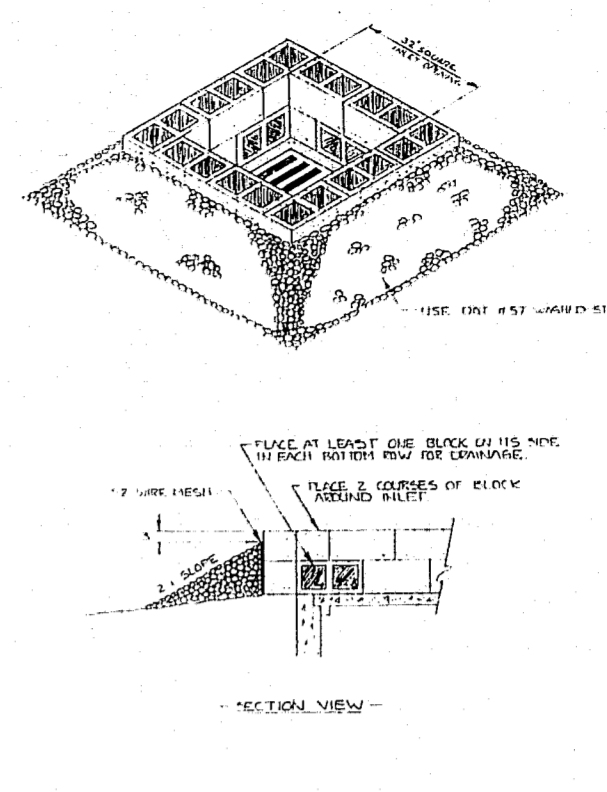 32" SQUARE
INLET
USE DOT #57 WASHED ST
PLACE AT LEAST ONE BLOCK ON ITS SIDE
IN EACH BOTTOM ROW FOR DRAINAGE.
PLACE 2 COURSES OF BLOCK
AROUND INLET
WIRE MESH
2:1 SLOPE
SECTION VIEW